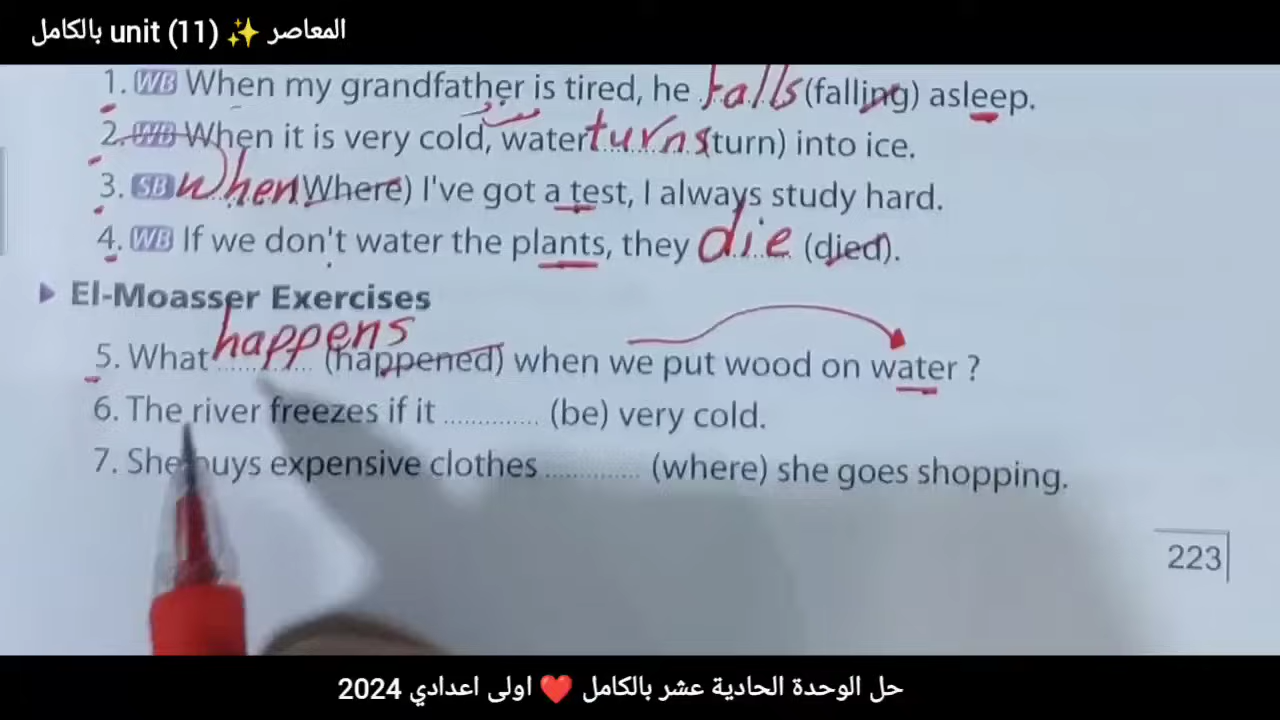 المعاصر ✨ unit (11) بالكامل
1. WB When my grandfather is tired, he falls (falling) asleep.
2. WB When it is very cold, water turns (turn) into ice.
3. SB When Where) I've got a test, I always study hard.
4. WB If we don't water the plants, they die (died).
El-Moasser Exercises
happens
5. What ............ (happened) when we put wood on water ?
6. The river freezes if it ............ (be) very cold.
7. She buys expensive clothes ............ (where) she goes shopping.
223
حل الوحدة الحادية عشر بالكامل ❤️ اولى اعدادي 2024